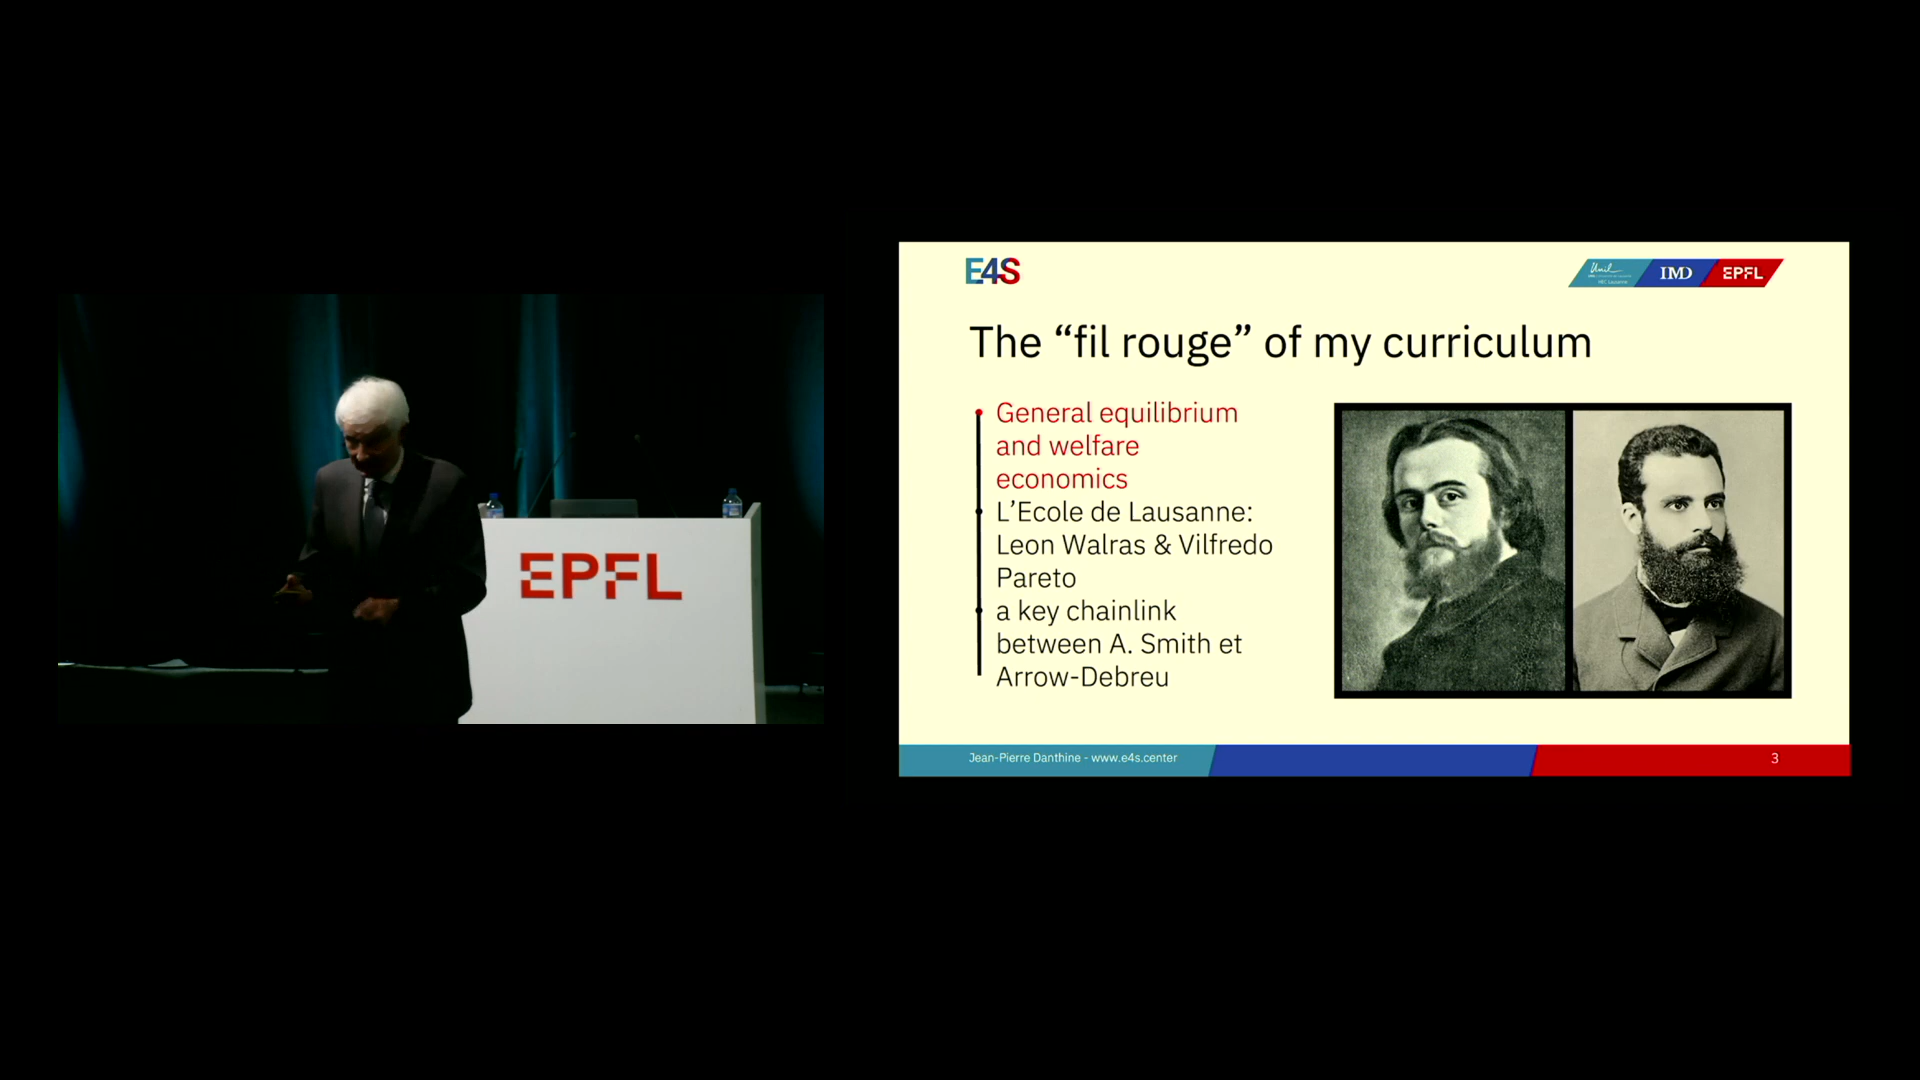 EPFL
E4S
Unil
IMD
EPFL
The “fil rouge” of my curriculum
General equilibrium
and welfare
economics
L’Ecole de Lausanne:
Leon Walras & Vilfredo
Pareto
a key chainlink
between A. Smith et
Arrow-Debreu
Jean-Pierre Danthine - www.e4s.center
3